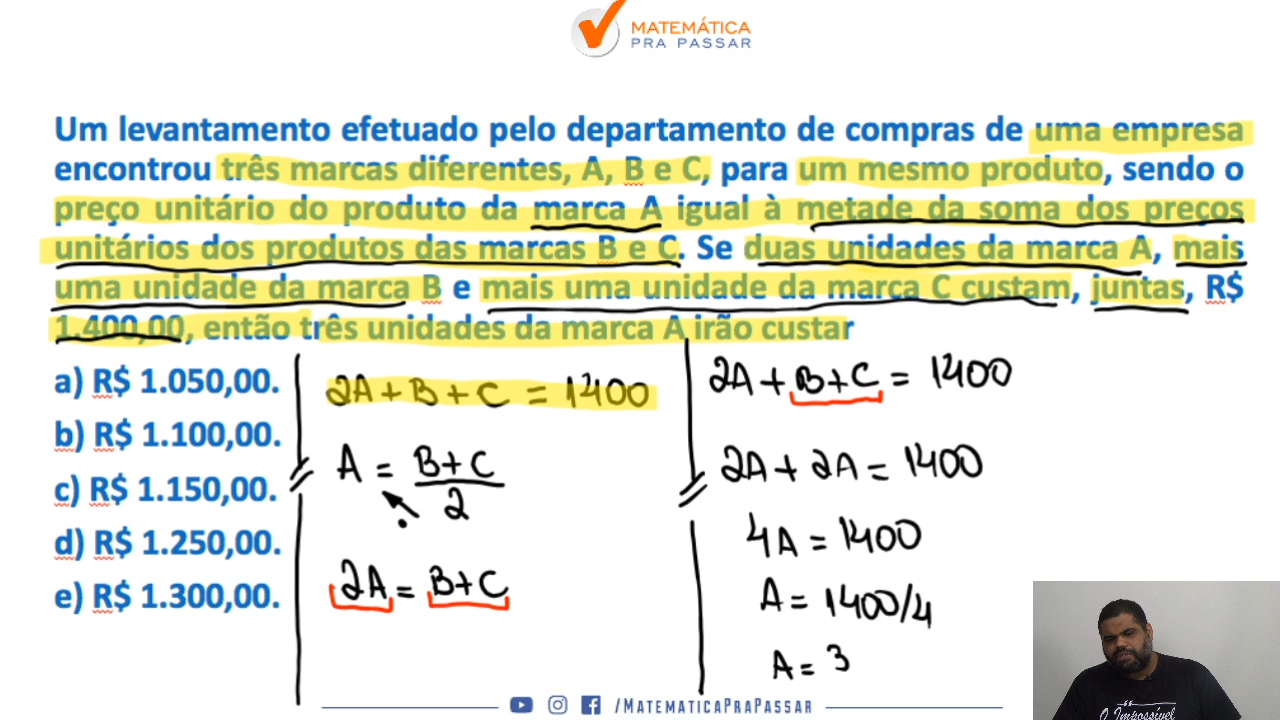 MATEMÁTICA
PRA PASSAR
Um levantamento efetuado pelo departamento de compras de uma empresa
encontrou três marcas diferentes, A, B e C, para um mesmo produto, sendo o
preço unitário do produto da marca A igual à metade da soma dos preços
unitários dos produtos das marcas B e C. Se duas unidades da marca A, mais
uma unidade da marca B e mais uma unidade da marca C custam, juntas, R$
1.400,00, então três unidades da marca A irão custar
a) R$ 1.050,00.
b) R$ 1.100,00.
c) R$ 1.150,00.
d) R$ 1.250,00.
e) R$ 1.300,00.
2A + B + C = 1400
A = B+C/2
2A = B+C
2A + B+C = 1400
2A + 2A = 1400
4A = 1400
A = 1400/4
A = 3
/MATEMATICAPRAPASSAR
O Impossível